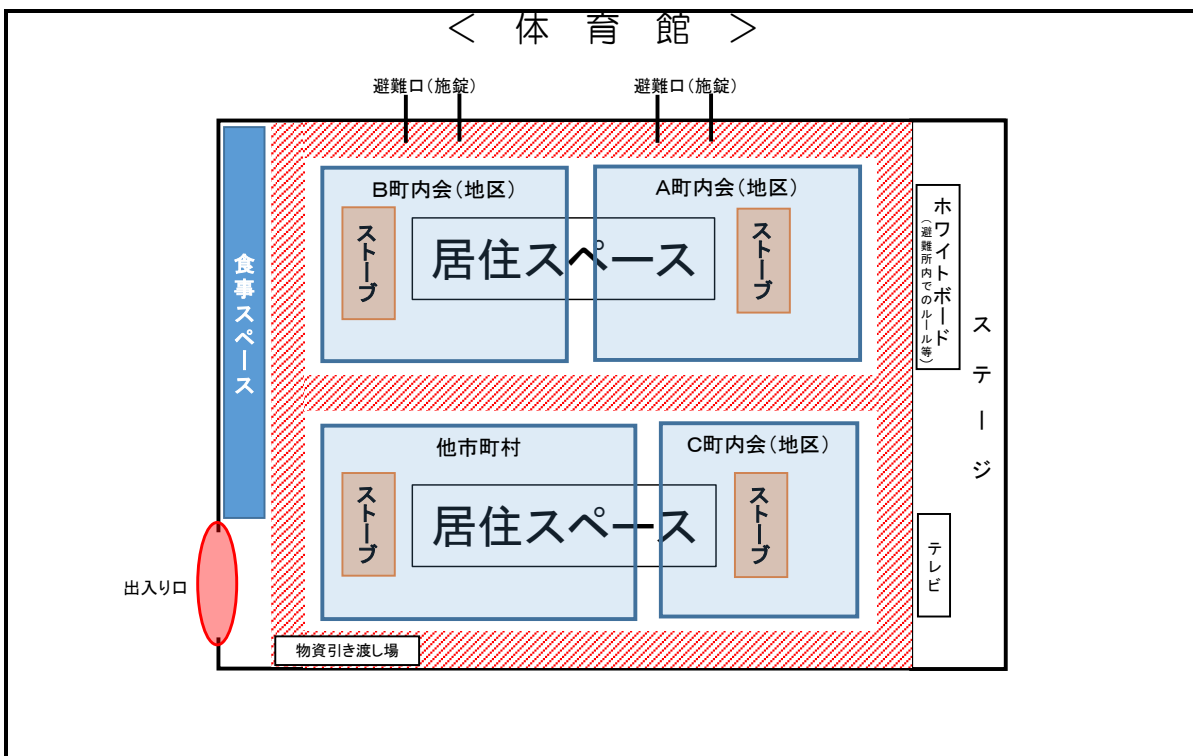 ＜ 体 育 館 ＞
避難口（施錠）
避難口（施錠）
B町内会（地区）
A町内会（地区）
ストーブ
居住スペース
ストーブ
食事スペース
ホワイトボード
（避難所内でのルール等）
ステージ
他市町村
C町内会（地区）
ストーブ
居住スペース
ストーブ
テレビ
出入り口
物資引き渡し場